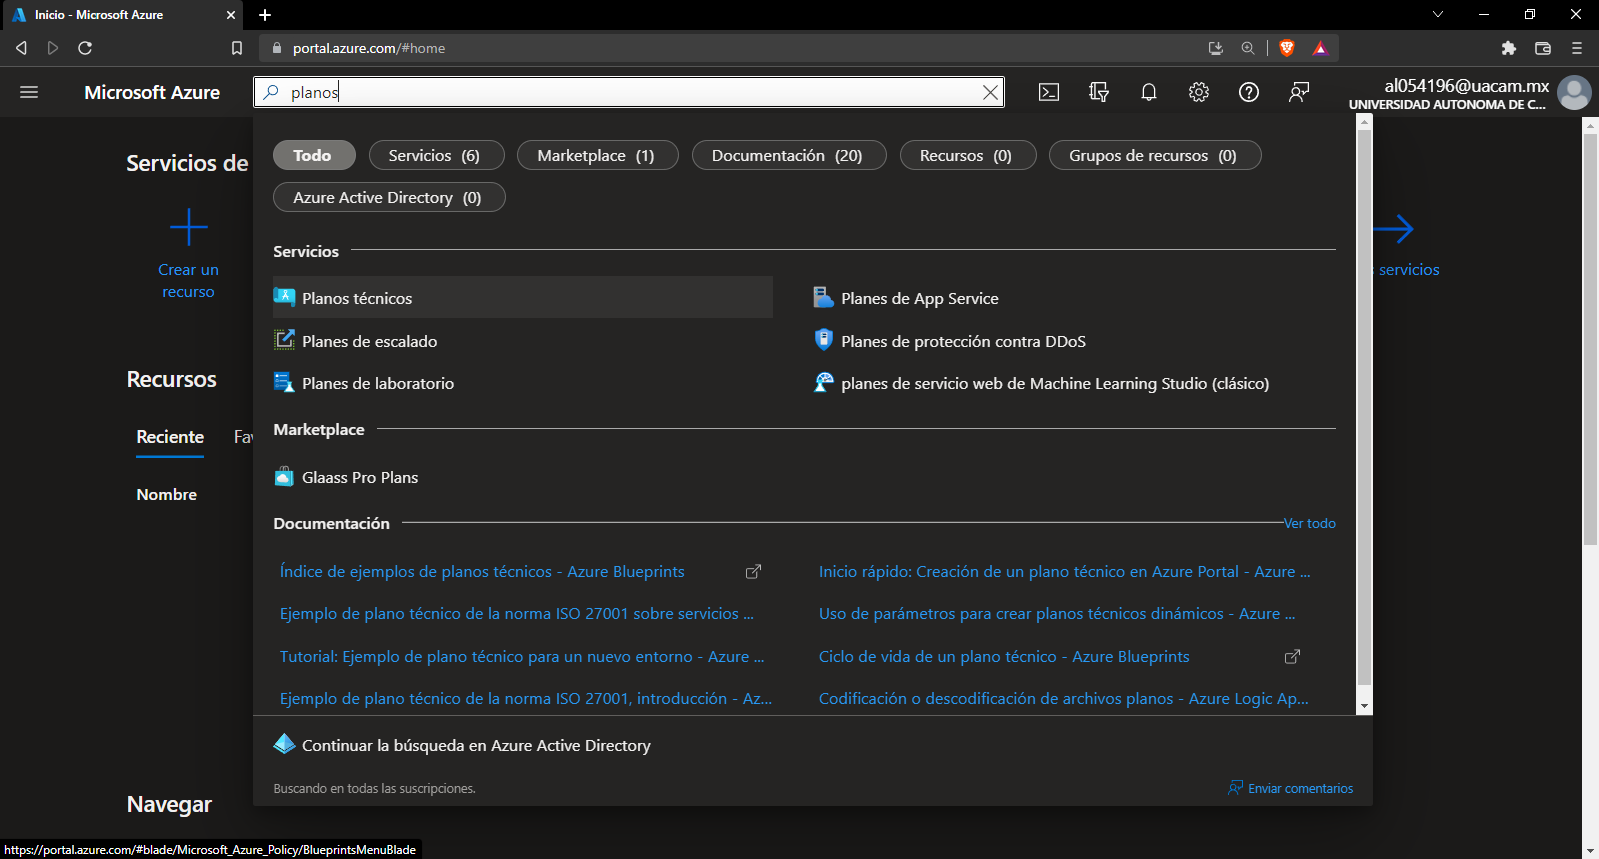 Inicio - Microsoft Azure
portal.azure.com/#home
Microsoft Azure
planos
al054196@uacam.mx
UNIVERSIDAD AUTONOMA DE C...
Servicios de
Todo
Servicios (6)
Marketplace (1)
Documentación (20)
Recursos (0)
Grupos de recursos (0)
Azure Active Directory (0)
Crear un
recurso
servicios
Servicios
Planos técnicos
Planes de App Service
Planes de escalado
Planes de protección contra DDoS
Planes de laboratorio
planes de servicio web de Machine Learning Studio (clásico)
Recursos
Reciente
Fav
Nombre
Marketplace
Glaass Pro Plans
Documentación
Ver todo
Índice de ejemplos de planos técnicos - Azure Blueprints
Inicio rápido: Creación de un plano técnico en Azure Portal - Azure ...
Ejemplo de plano técnico de la norma ISO 27001 sobre servicios ...
Uso de parámetros para crear planos técnicos dinámicos - Azure ...
Tutorial: Ejemplo de plano técnico para un nuevo entorno - Azure ...
Ciclo de vida de un plano técnico - Azure Blueprints
Ejemplo de plano técnico de la norma ISO 27001, introducción - Az...
Codificación o descodificación de archivos planos - Azure Logic Ap...
Continuar la búsqueda en Azure Active Directory
Buscando en todas las suscripciones.
Enviar comentarios
Navegar
https://portal.azure.com/#blade/Microsoft_Azure_Policy/BlueprintsMenuBlade